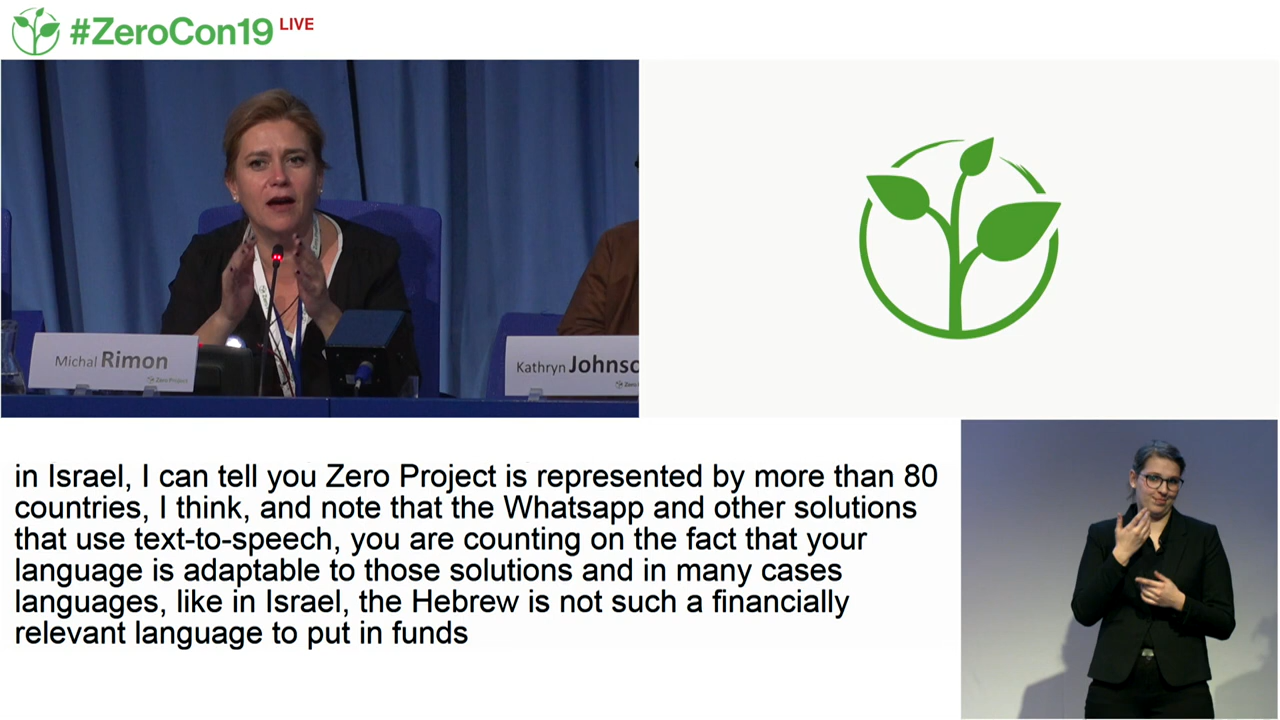 #ZeroCon19 LIVE
Michal Rimon
Zero Project
Kathryn Johnso
Zero
in Israel, I can tell you Zero Project is represented by more than 80
countries, I think, and note that the Whatsapp and other solutions
that use text-to-speech, you are counting on the fact that your
language is adaptable to those solutions and in many cases
languages, like in Israel, the Hebrew is not such a financially
relevant language to put in funds